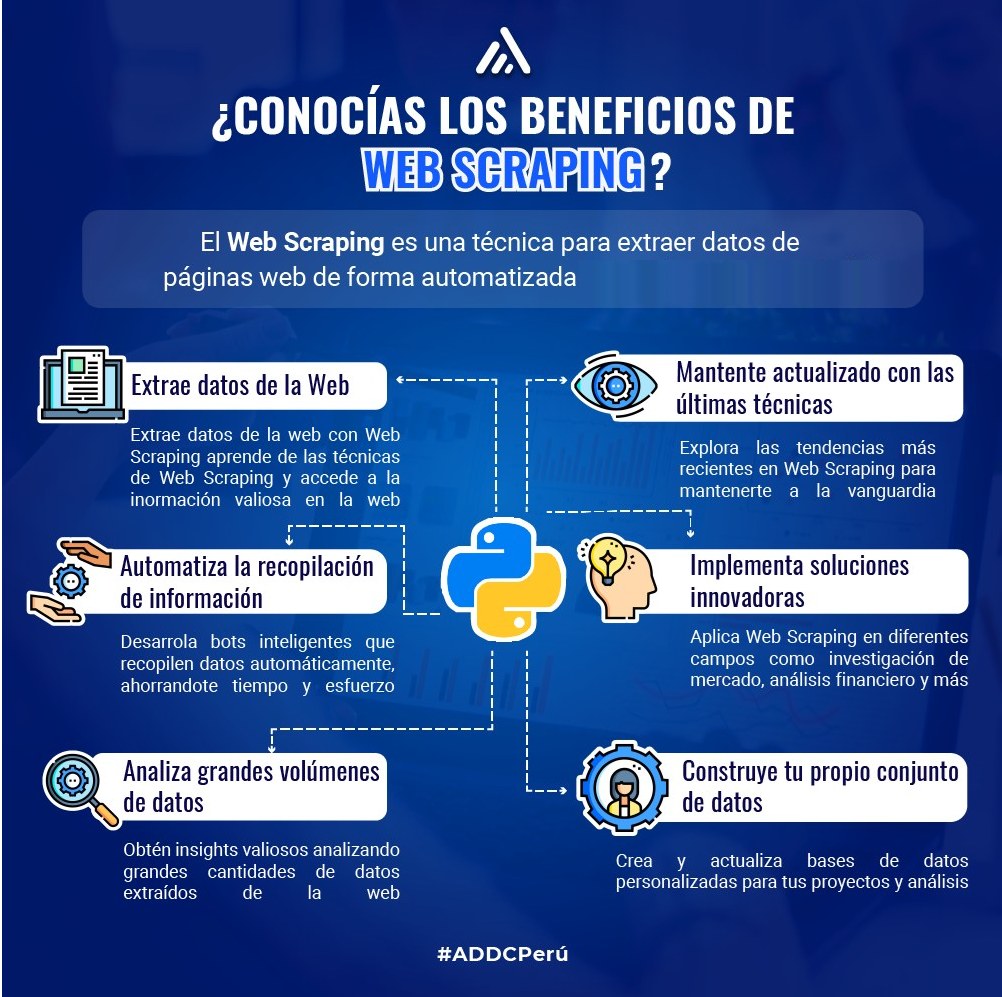 ¿CONOCÍAS LOS BENEFICIOS DE
WEB SCRAPING?
El Web Scraping es una técnica para extraer datos de
páginas web de forma automatizada
Extrae datos de la Web
Extrae datos de la web con Web
Scraping aprende de las técnicas
de Web Scraping y accede a la
inormación valiosa en la web
Automatiza la recopilación
de información
Desarrola bots inteligentes que
recopilen datos automáticamente,
ahorrandote tiempo y esfuerzo
Analiza grandes volúmenes
de datos
Obtén insights valiosos analizando
grandes cantidades de datos
extraídos de la web
Mantente actualizado con las
últimas técnicas
Explora las tendencias más
recientes en Web Scraping para
mantenerte a la vanguardia
Implementa soluciones
innovadoras
Aplica Web Scraping en diferentes
campos como investigación de
mercado, análisis financiero y más
Construye tu propio conjunto
de datos
Crea y actualiza bases de datos
personalizadas para tus proyectos y análisis
#ADDCPerú